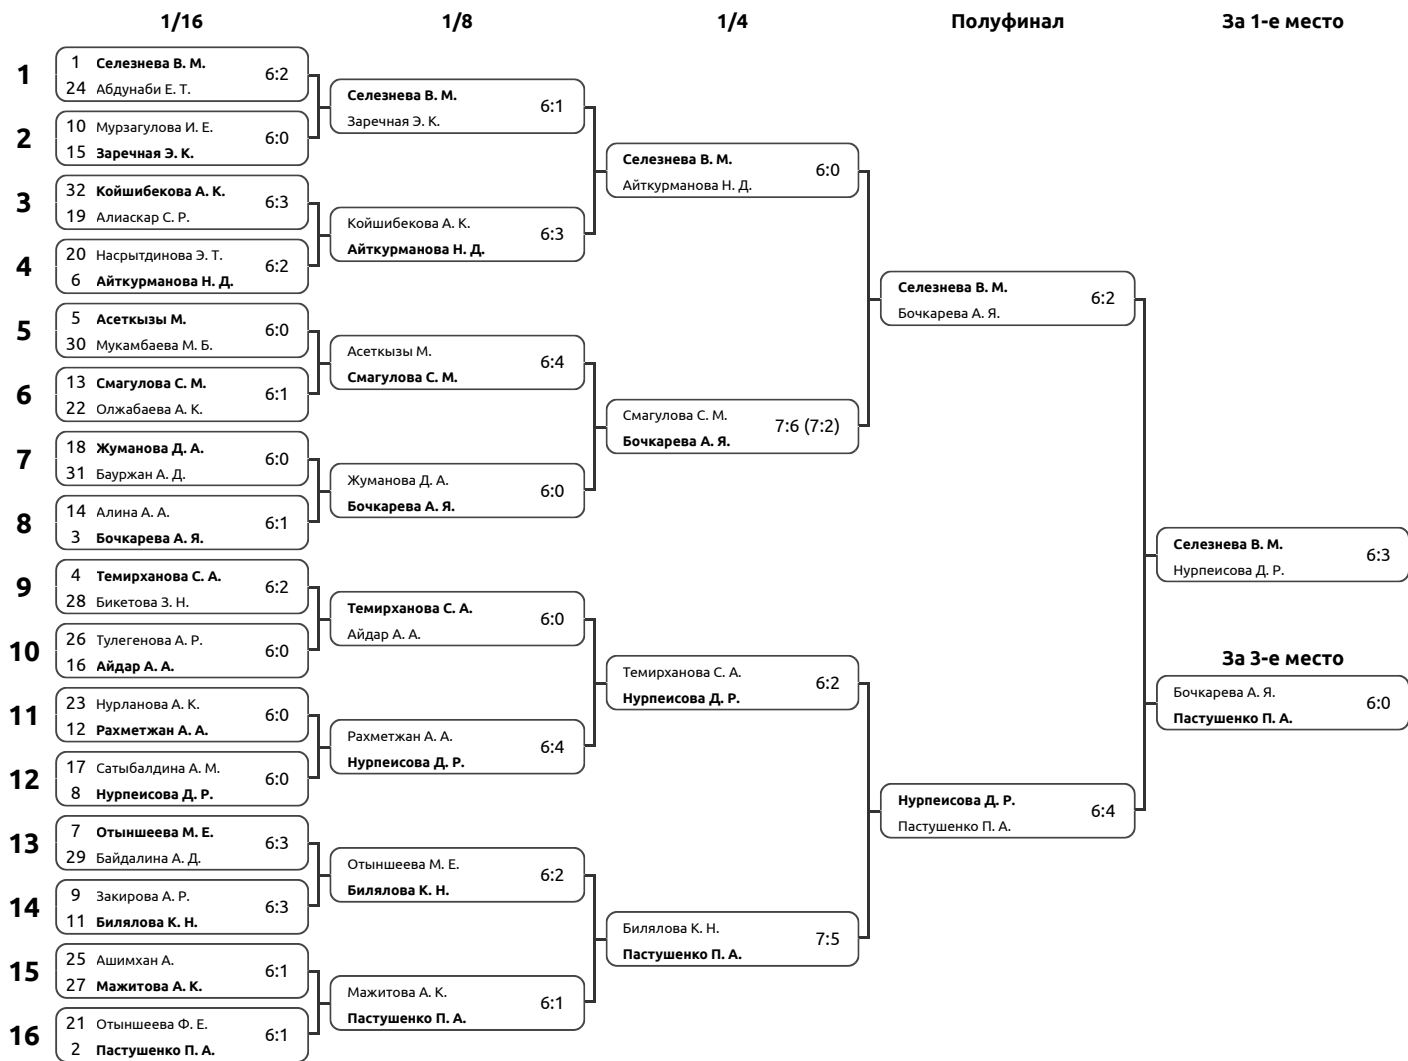 1/16 1/8 1/4 Полуфинал За 1-е место
1
1 Селезнева В. М.
24 Абдунаби Е. Т.
6:2
2
10 Мурзагулова И. Е.
15 Заречная Э. К.
6:0
3
32 Койшибекова А. К.
19 Алиаскар С. Р.
6:3
4
20 Насрытдинова Э. Т.
6 Айткурманова Н. Д.
6:2
5
5 Асеткызы М.
30 Мукамбаева М. Б.
6:0
6
13 Смагулова С. М.
22 Олжабаева А. К.
6:1
7
18 Жуманова Д. А.
31 Бауржан А. Д.
6:0
8
14 Алина А. А.
3 Бочкарева А. Я.
6:1
9
4 Темирханова С. А.
28 Бикетова З. Н.
6:2
10
26 Тулегенова А. Р.
16 Айдар А. А.
6:0
11
23 Нурланова А. К.
12 Рахметжан А. А.
6:0
12
17 Сатыбалдина А. М.
8 Нурпеисова Д. Р.
6:0
13
7 Отыншеева М. Е.
29 Байдалина А. Д.
6:3
14
9 Закирова А. Р.
11 Билялова К. Н.
6:3
15
25 Ашимхан А.
27 Мажитова А. К.
6:1
16
21 Отыншеева Ф. Е.
2 Пастушенко П. А.
6:1
Селезнева В. М.
Заречная Э. К.
6:1
Койшибекова А. К.
Айткурманова Н. Д.
6:3
Асеткызы М.
Смагулова С. М.
6:4
Жуманова Д. А.
Бочкарева А. Я.
6:0
Темирханова С. А.
Айдар А. А.
6:0
Рахметжан А. А.
Нурпеисова Д. Р.
6:4
Отыншеева М. Е.
Билялова К. Н.
6:2
Мажитова А. К.
Пастушенко П. А.
6:1
Селезнева В. М.
Айткурманова Н. Д.
6:0
Смагулова С. М.
Бочкарева А. Я.
7:6 (7:2)
Темирханова С. А.
Нурпеисова Д. Р.
6:2
Билялова К. Н.
Пастушенко П. А.
7:5
Селезнева В. М.
Бочкарева А. Я.
6:2
Нурпеисова Д. Р.
Пастушенко П. А.
6:4
Селезнева В. М.
Нурпеисова Д. Р.
6:3
За 3-е место
Бочкарева А. Я.
Пастушенко П. А.
6:0